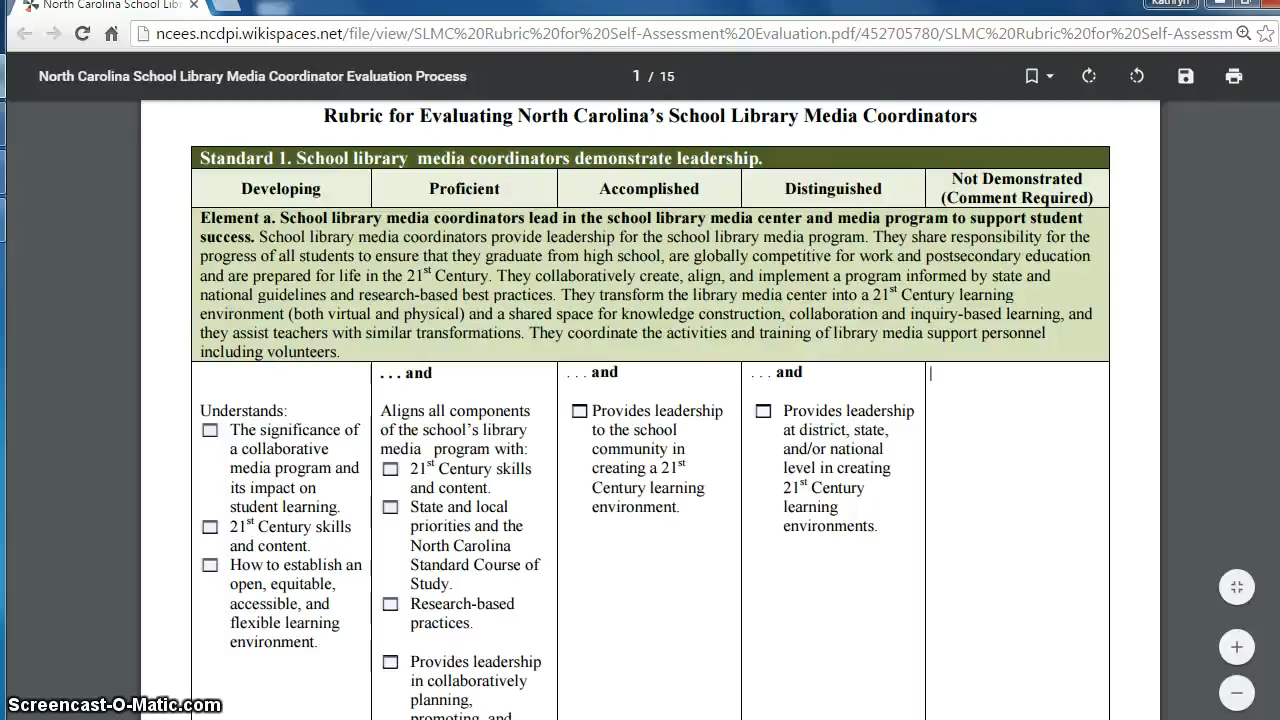 North Carolina School Lib
Kathryn
ncees.ncdpi.wikispaces.net/file/view/SLMC%20Rubric%20for%20Self-Assessment%20Evaluation.pdf/452705780/SLMC%20Rubric%20for%20Self-Assessm
North Carolina School Library Media Coordinator Evaluation Process
1 / 15
Rubric for Evaluating North Carolina's School Library Media Coordinators
Standard 1. School library media coordinators demonstrate leadership.
Developing
Proficient
Accomplished
Distinguished
Not Demonstrated
(Comment Required)
Element a. School library media coordinators lead in the school library media center and media program to support student
success. School library media coordinators provide leadership for the school library media program. They share responsibility for the
progress of all students to ensure that they graduate from high school, are globally competitive for work and postsecondary education
and are prepared for life in the 21st Century. They collaboratively create, align, and implement a program informed by state and
national guidelines and research-based best practices. They transform the library media center into a 21st Century learning
environment (both virtual and physical) and a shared space for knowledge construction, collaboration and inquiry-based learning, and
they assist teachers with similar transformations. They coordinate the activities and training of library media support personnel
including volunteers.
Understands:
The significance of
a collaborative
media program and
its impact on
student learning.
21st Century skills
and content.
How to establish an
open, equitable,
accessible, and
flexible learning
environment.
. . . and
Aligns all components
of the school's library
media program with:
21st Century skills
and content.
State and local
priorities and the
North Carolina
Standard Course of
Study.
Research-based
practices.
Provides leadership
in collaboratively
planning,
promoting, and
. . . and
Provides leadership
to the school
community in
creating a 21st
Century learning
environment.
. . . and
Provides leadership
at district, state,
and/or national
level in creating
21st Century
learning
environments.
Screencast-O-Matic.com